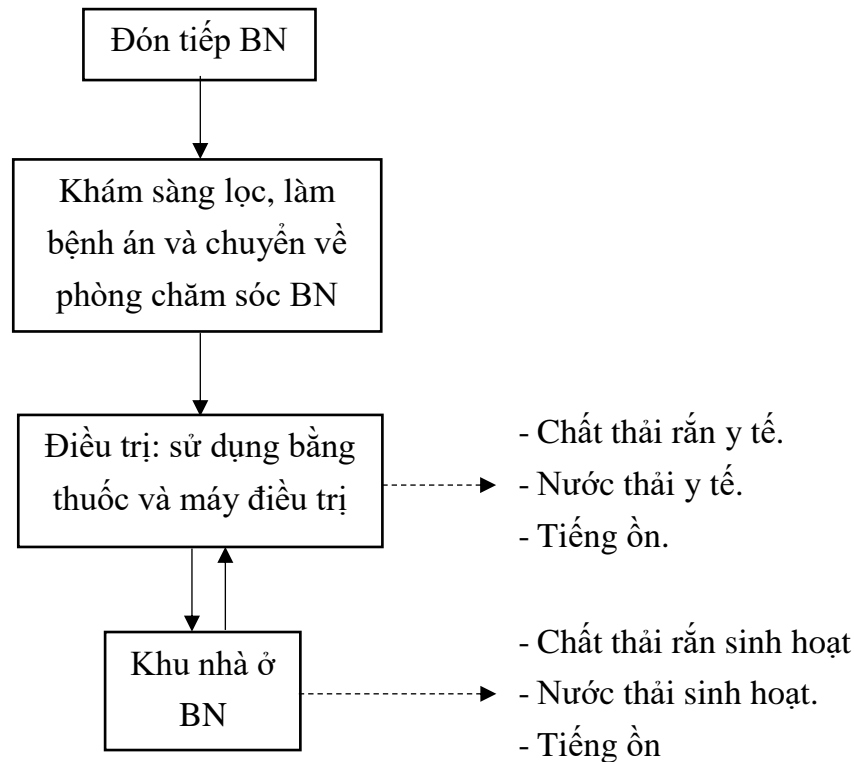 Đón tiếp BN
Khám sàng lọc, làm
bệnh án và chuyển về
phòng chăm sóc BN
Điều trị: sử dụng bằng
thuốc và máy điều trị
- Chất thải rắn y tế.
- Nước thải y tế.
- Tiếng ồn.
Khu nhà ở
BN
- Chất thải rắn sinh hoạt
- Nước thải sinh hoạt.
- Tiếng ồn